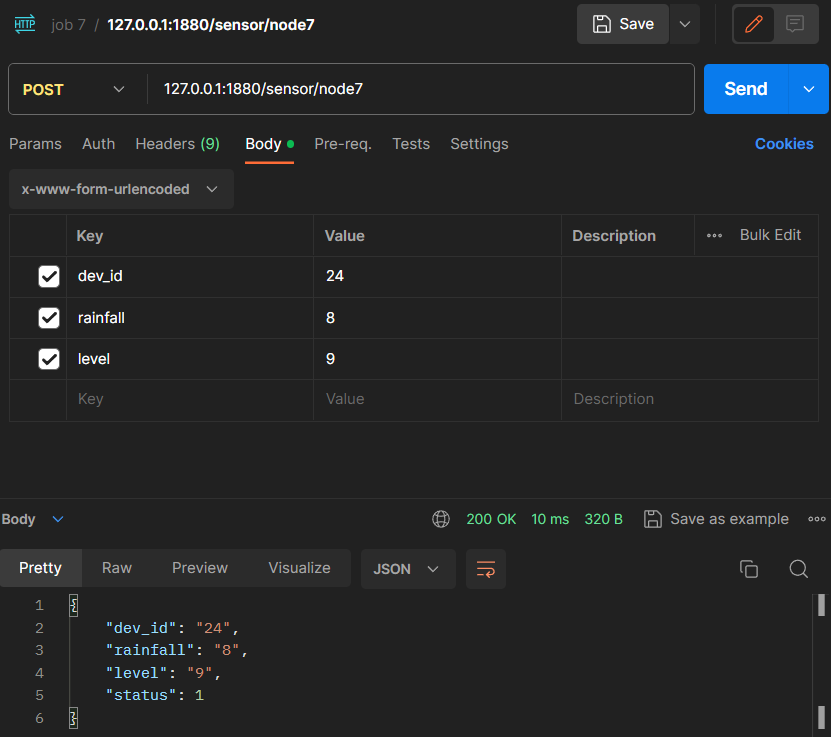 HTTP job 7 / 127.0.0.1:1880/sensor/node7 Save
POST 127.0.0.1:1880/sensor/node7 Send
Params Auth Headers (9) Body Pre-req. Tests Settings Cookies
x-www-form-urlencoded
Key Value Description Bulk Edit
dev_id 24
rainfall 8
level 9
Key Value Description
Body 200 OK 10 ms 320 B Save as example
Pretty Raw Preview Visualize JSON
1 {
2 "dev_id": "24",
3 "rainfall": "8",
4 "level": "9",
5 "status": 1
6 }